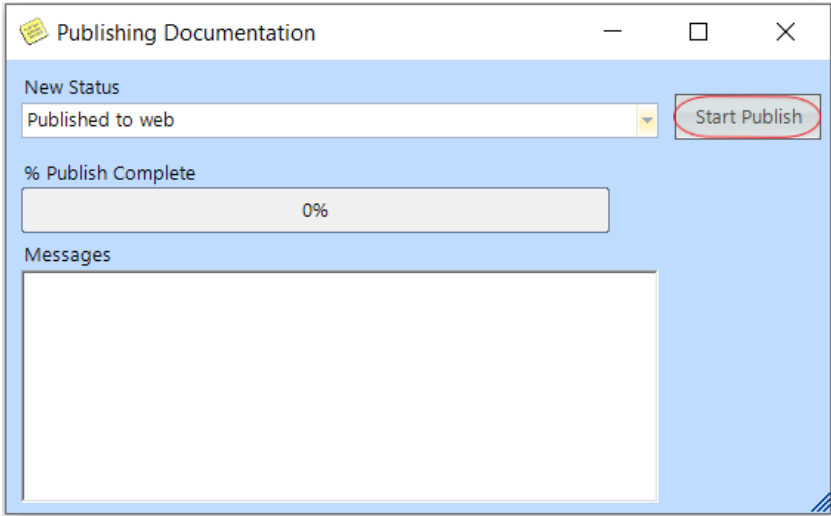 Publishing Documentation
New Status
Published to web
Start Publish
% Publish Complete
0%
Messages